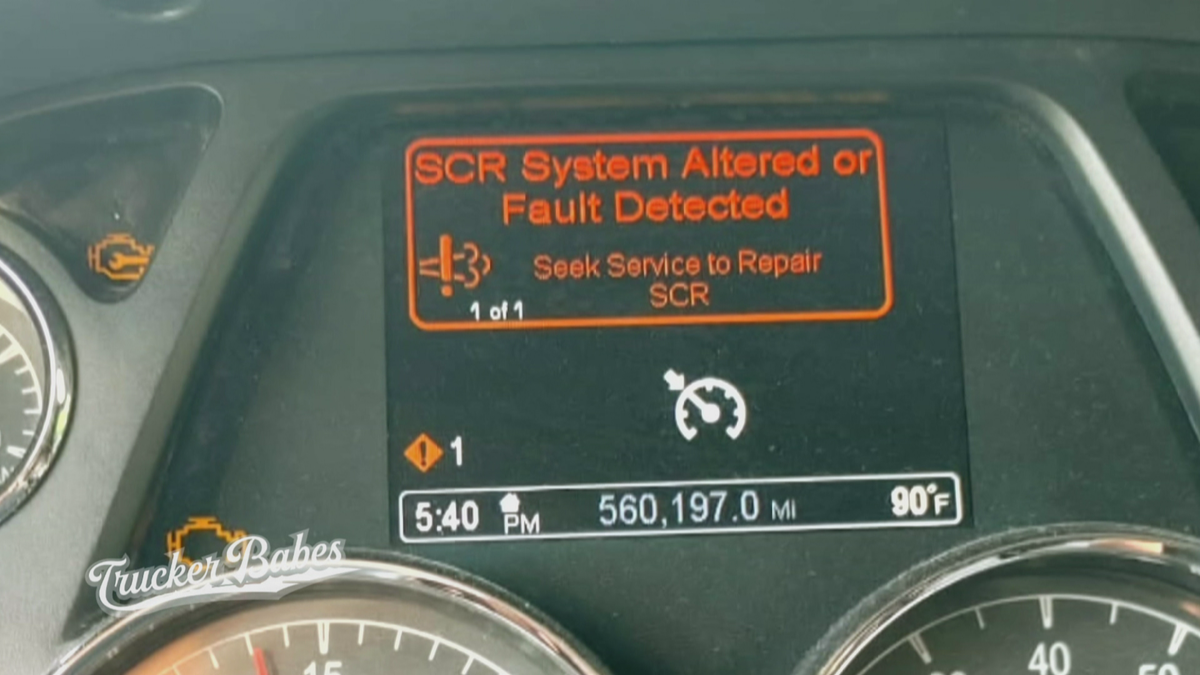 SCR System Altered or
Fault Detected
Seek Service to Repair
SCR
1 of 1
1
5:40 PM 560,197.0 MI 90°F
Trucker Babes
15
40